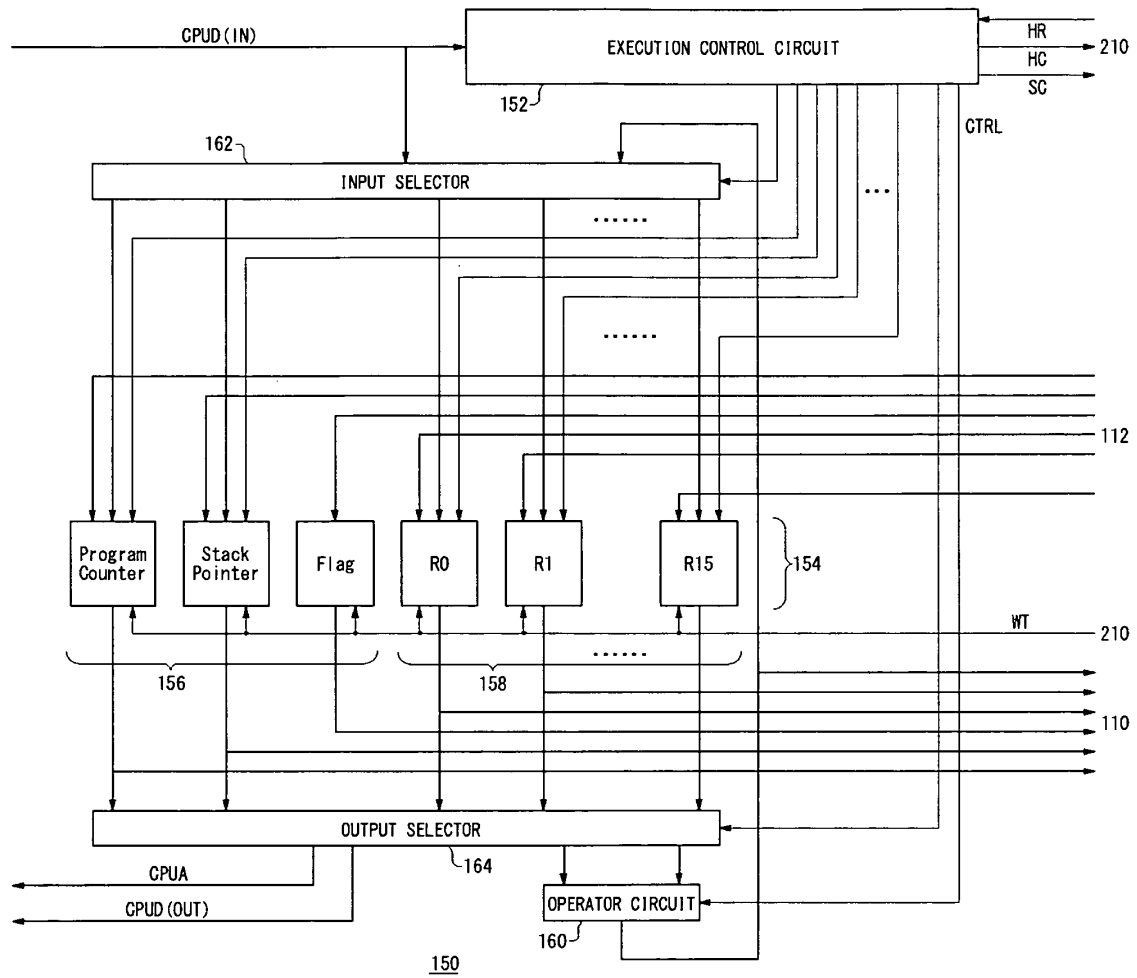 CPUD(IN)
EXECUTION CONTROL CIRCUIT
HR
HC
SC
210
152
CTRL
162
INPUT SELECTOR
...
......
......
112
Program
Counter
Stack
Pointer
Flag
R0
R1
R15
154
WT
210
156
158
......
110
OUTPUT SELECTOR
164
CPUA
CPUD(OUT)
OPERATOR CIRCUIT
160
150